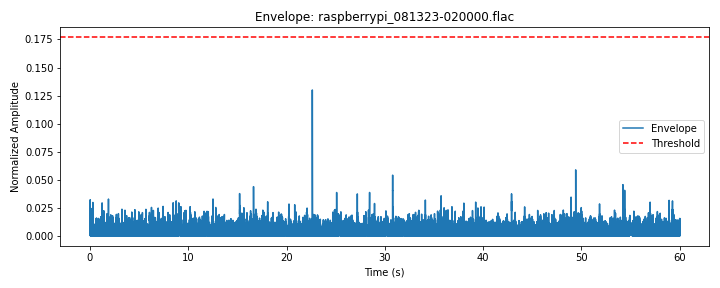 Envelope: raspberrypi_081323-020000.flac
Normalized Amplitude
0.175
0.150
0.125
0.100
0.075
0.050
0.025
0.000
Envelope
Threshold
0 10 20 30 40 50 60
Time (s)